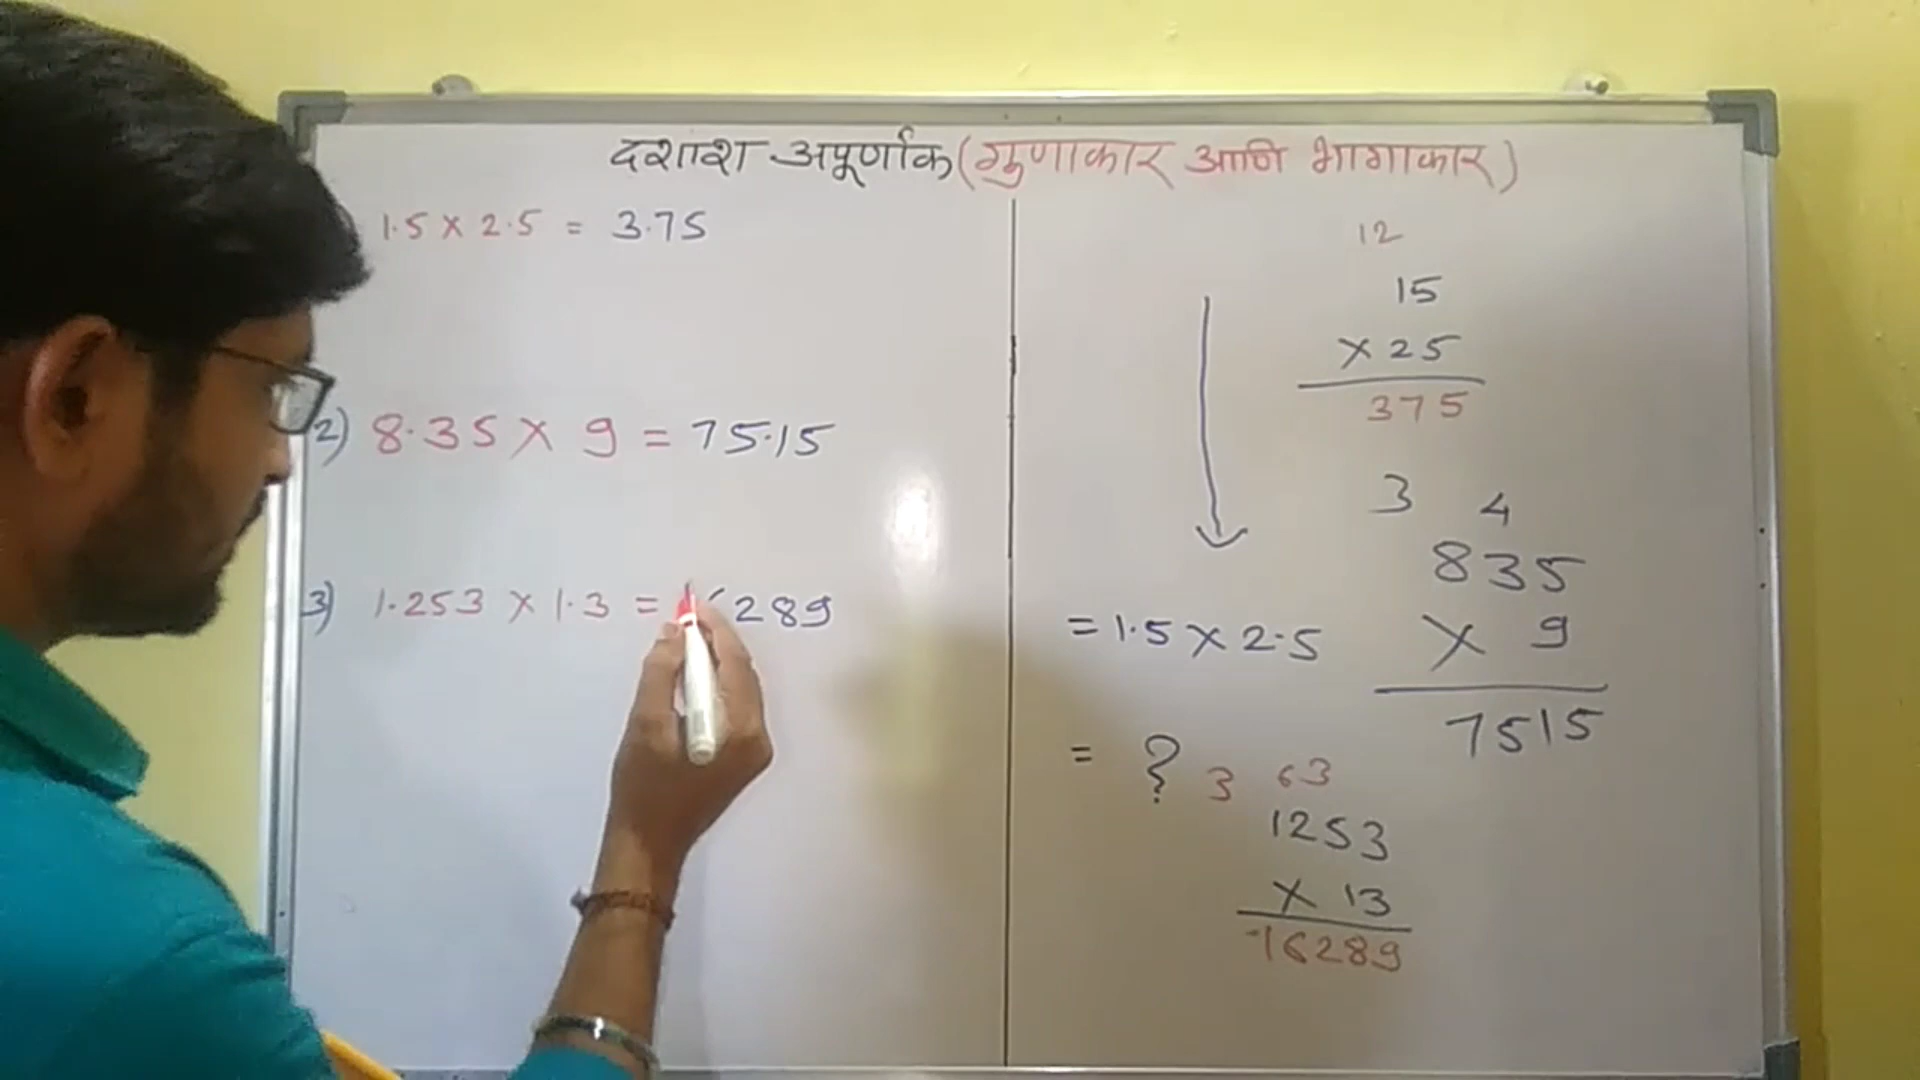 दशांश अपूर्णांक (गुणाकार आणि भागाकार)
1.5 × 2.5 = 3.75
2) 8.35 × 9 = 75.15
3) 1.253 × 1.3 = 6289
12
15
× 25
375
3 4
835
× 9
7515
= 1.5 × 2.5
= ?
3 63
1253
× 13
16289